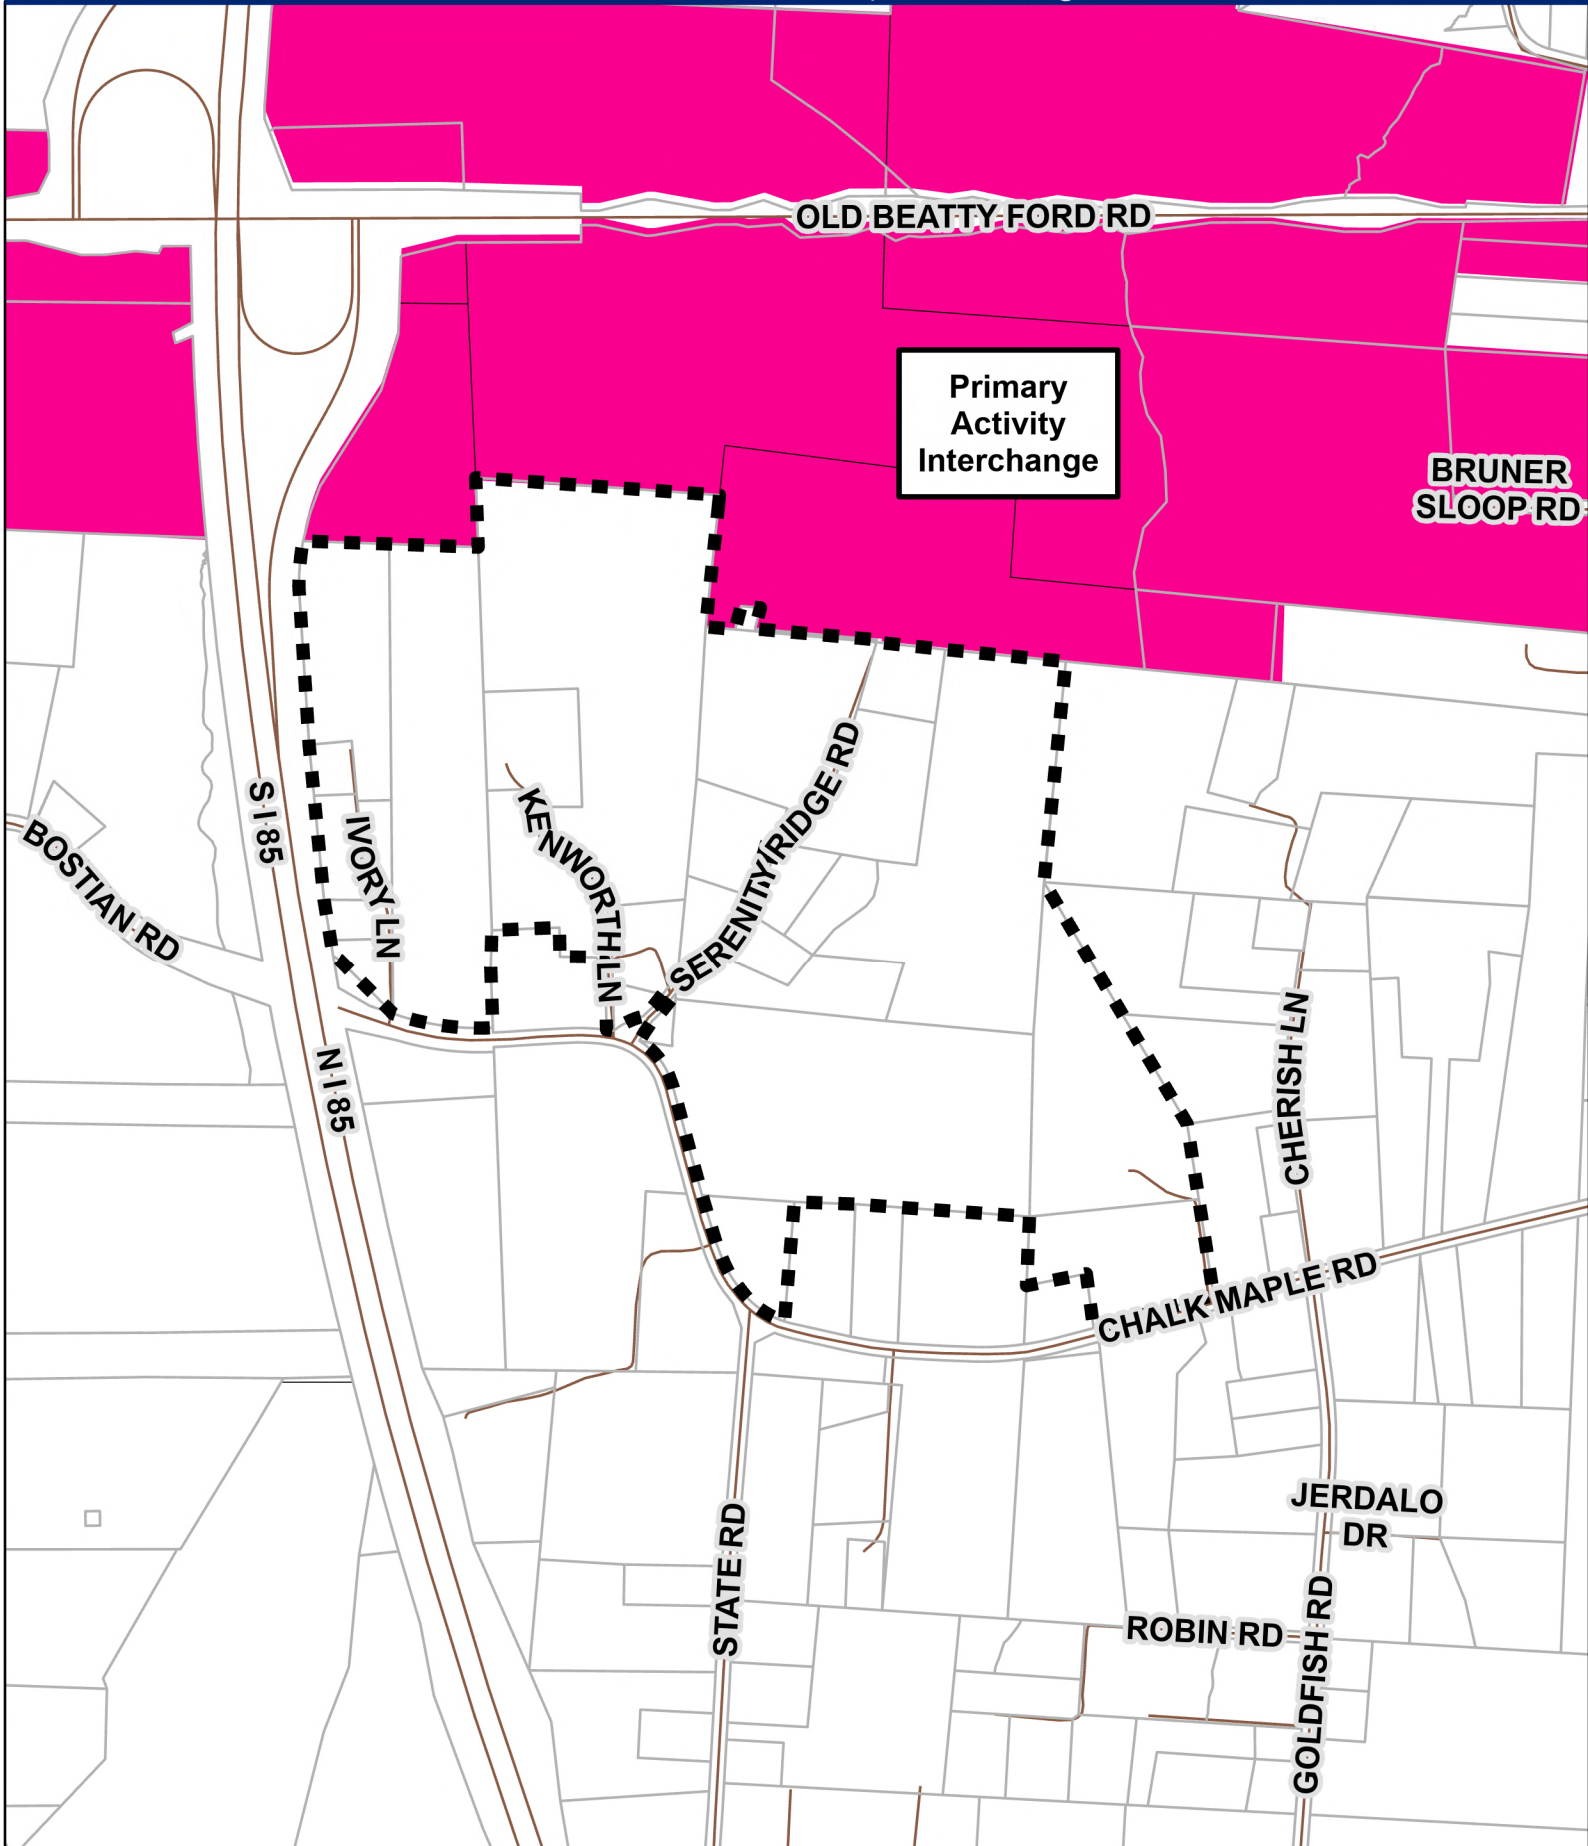 OLD BEATTY FORD RD
Primary
Activity
Interchange
BRUNER
SLOOP RD
S I 85
BOSTIAN RD
IVORY LN
KENWORTH LN
SERENITY RIDGE RD
N I 85
CHERISH LN
CHALK MAPLE RD
JERDALO
DR
STATE RD
ROBIN RD
GOLDFISH RD